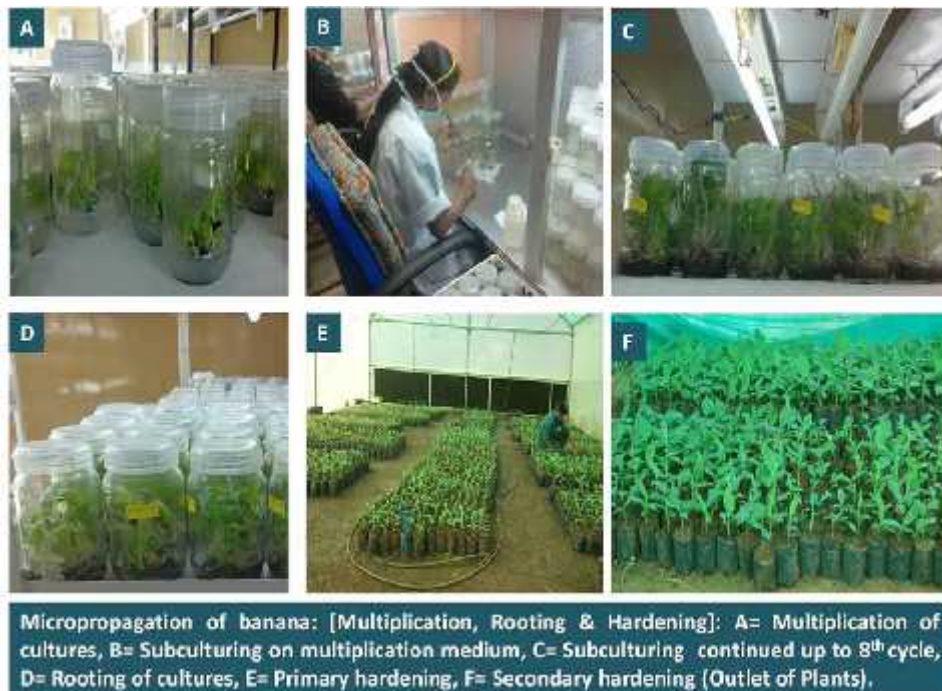 A
B
C
D
E
F
Micropropagation of banana: [Multiplication, Rooting & Hardening]: A= Multiplication of
cultures, B= Subculturing on multiplication medium, C= Subculturing continued up to 8th cycle,
D= Rooting of cultures, E= Primary hardening, F= Secondary hardening (Outlet of Plants).